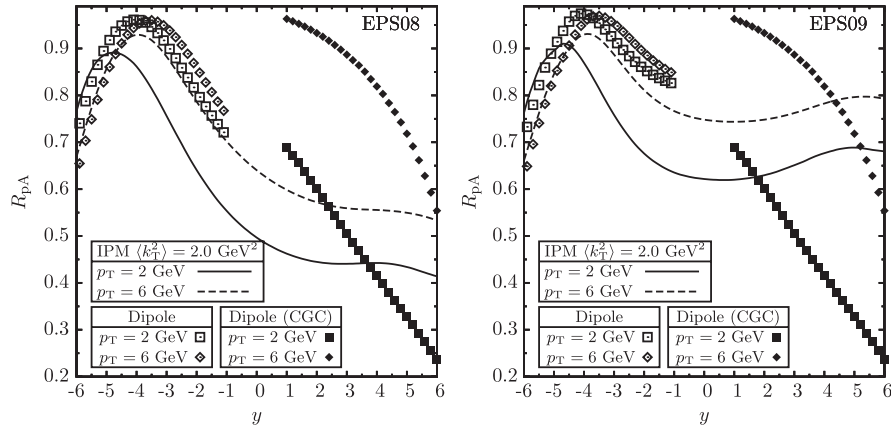 EPS08
R_pA
0.9
0.8
0.7
0.6
0.5
0.4
0.3
0.2
IPM ⟨k_T^2⟩ = 2.0 GeV^2
p_T = 2 GeV
p_T = 6 GeV
Dipole
p_T = 2 GeV
p_T = 6 GeV
Dipole (CGC)
p_T = 2 GeV
p_T = 6 GeV
-6 -5 -4 -3 -2 -1 0 1 2 3 4 5 6
y
EPS09
R_pA
0.9
0.8
0.7
0.6
0.5
0.4
0.3
0.2
IPM ⟨k_T^2⟩ = 2.0 GeV^2
p_T = 2 GeV
p_T = 6 GeV
Dipole
p_T = 2 GeV
p_T = 6 GeV
Dipole (CGC)
p_T = 2 GeV
p_T = 6 GeV
-6 -5 -4 -3 -2 -1 0 1 2 3 4 5 6
y